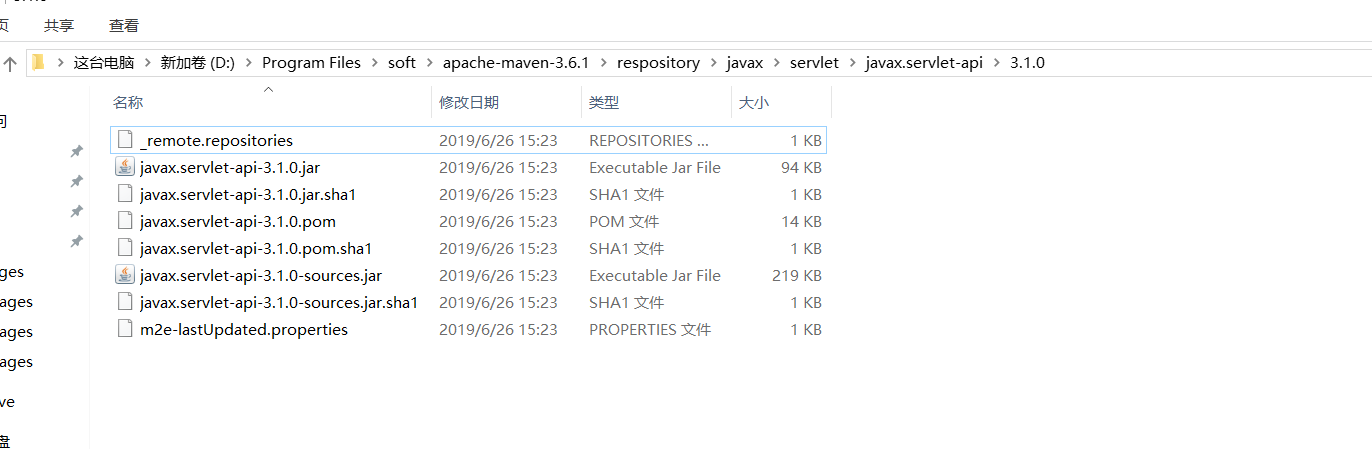 页 共享 查看
这台电脑 新加卷 (D:) Program Files soft apache-maven-3.6.1 respository javax servlet javax.servlet-api 3.1.0
名称 修改日期 类型 大小
问
_remote.repositories 2019/6/26 15:23 REPOSITORIES ... 1 KB
javax.servlet-api-3.1.0.jar 2019/6/26 15:23 Executable Jar File 94 KB
javax.servlet-api-3.1.0.jar.sha1 2019/6/26 15:23 SHA1 文件 1 KB
javax.servlet-api-3.1.0.pom 2019/6/26 15:23 POM 文件 14 KB
javax.servlet-api-3.1.0.pom.sha1 2019/6/26 15:23 SHA1 文件 1 KB
ges
javax.servlet-api-3.1.0-sources.jar 2019/6/26 15:23 Executable Jar File 219 KB
ages
javax.servlet-api-3.1.0-sources.jar.sha1 2019/6/26 15:23 SHA1 文件 1 KB
ages
m2e-lastUpdated.properties 2019/6/26 15:23 PROPERTIES 文件 1 KB
ages
ve
盘